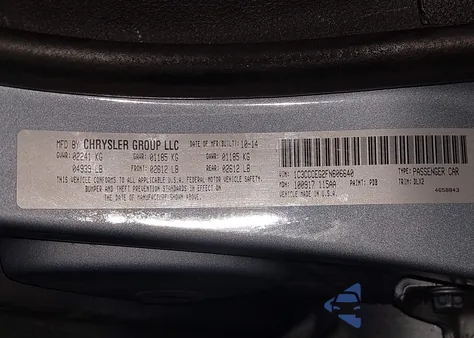 MFD BY CHRYSLER GROUP LLC DATE OF MFR/BUILT: 10-14
GVWR: 02241 KG GAWR: 01185 KG GAWR: 01185 KG
04939 LB FRONT: 02612 LB REAR: 02612 LB
THIS VEHICLE CONFORMS TO ALL APPLICABLE U.S.A. FEDERAL MOTOR VEHICLE SAFETY,
BUMPER AND THEFT PREVENTION STANDARDS IN EFFECT ON
THE DATE OF MANUFACTURE SHOWN ABOVE.
VIN: 1C3CCCEG2FN606640 TYPE: PASSENGER CAR
MDH: 100917 115AA PAINT: PDB TRIM: DLX2
VEHICLE MADE IN U.S.A. 4650843